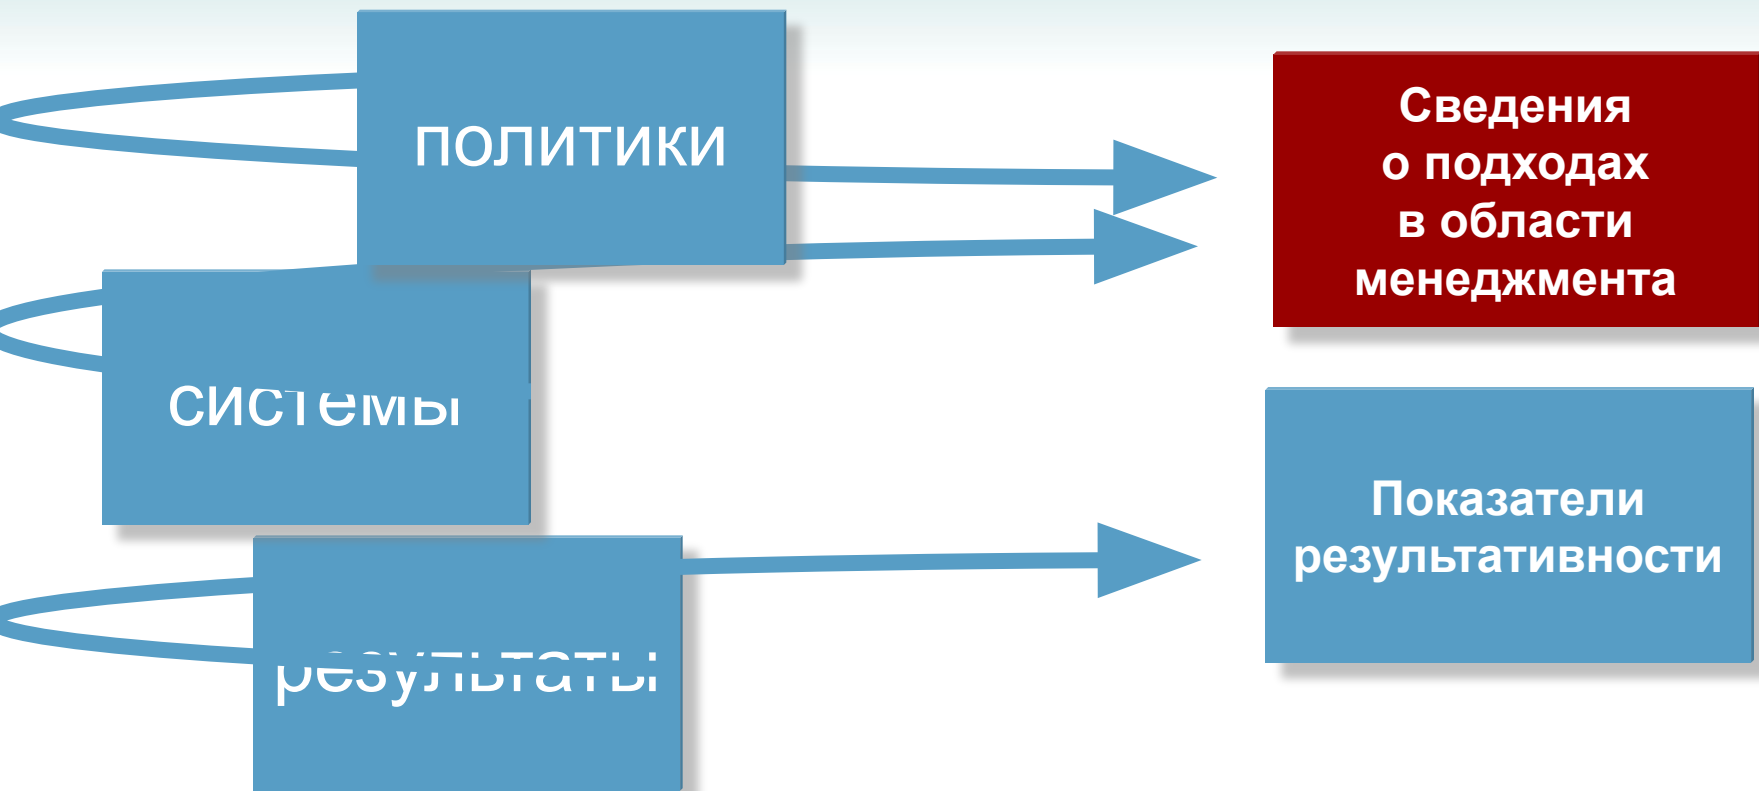 политики
Сведения
о подходах
в области
менеджмента
системы
Показатели
результативности
результаты